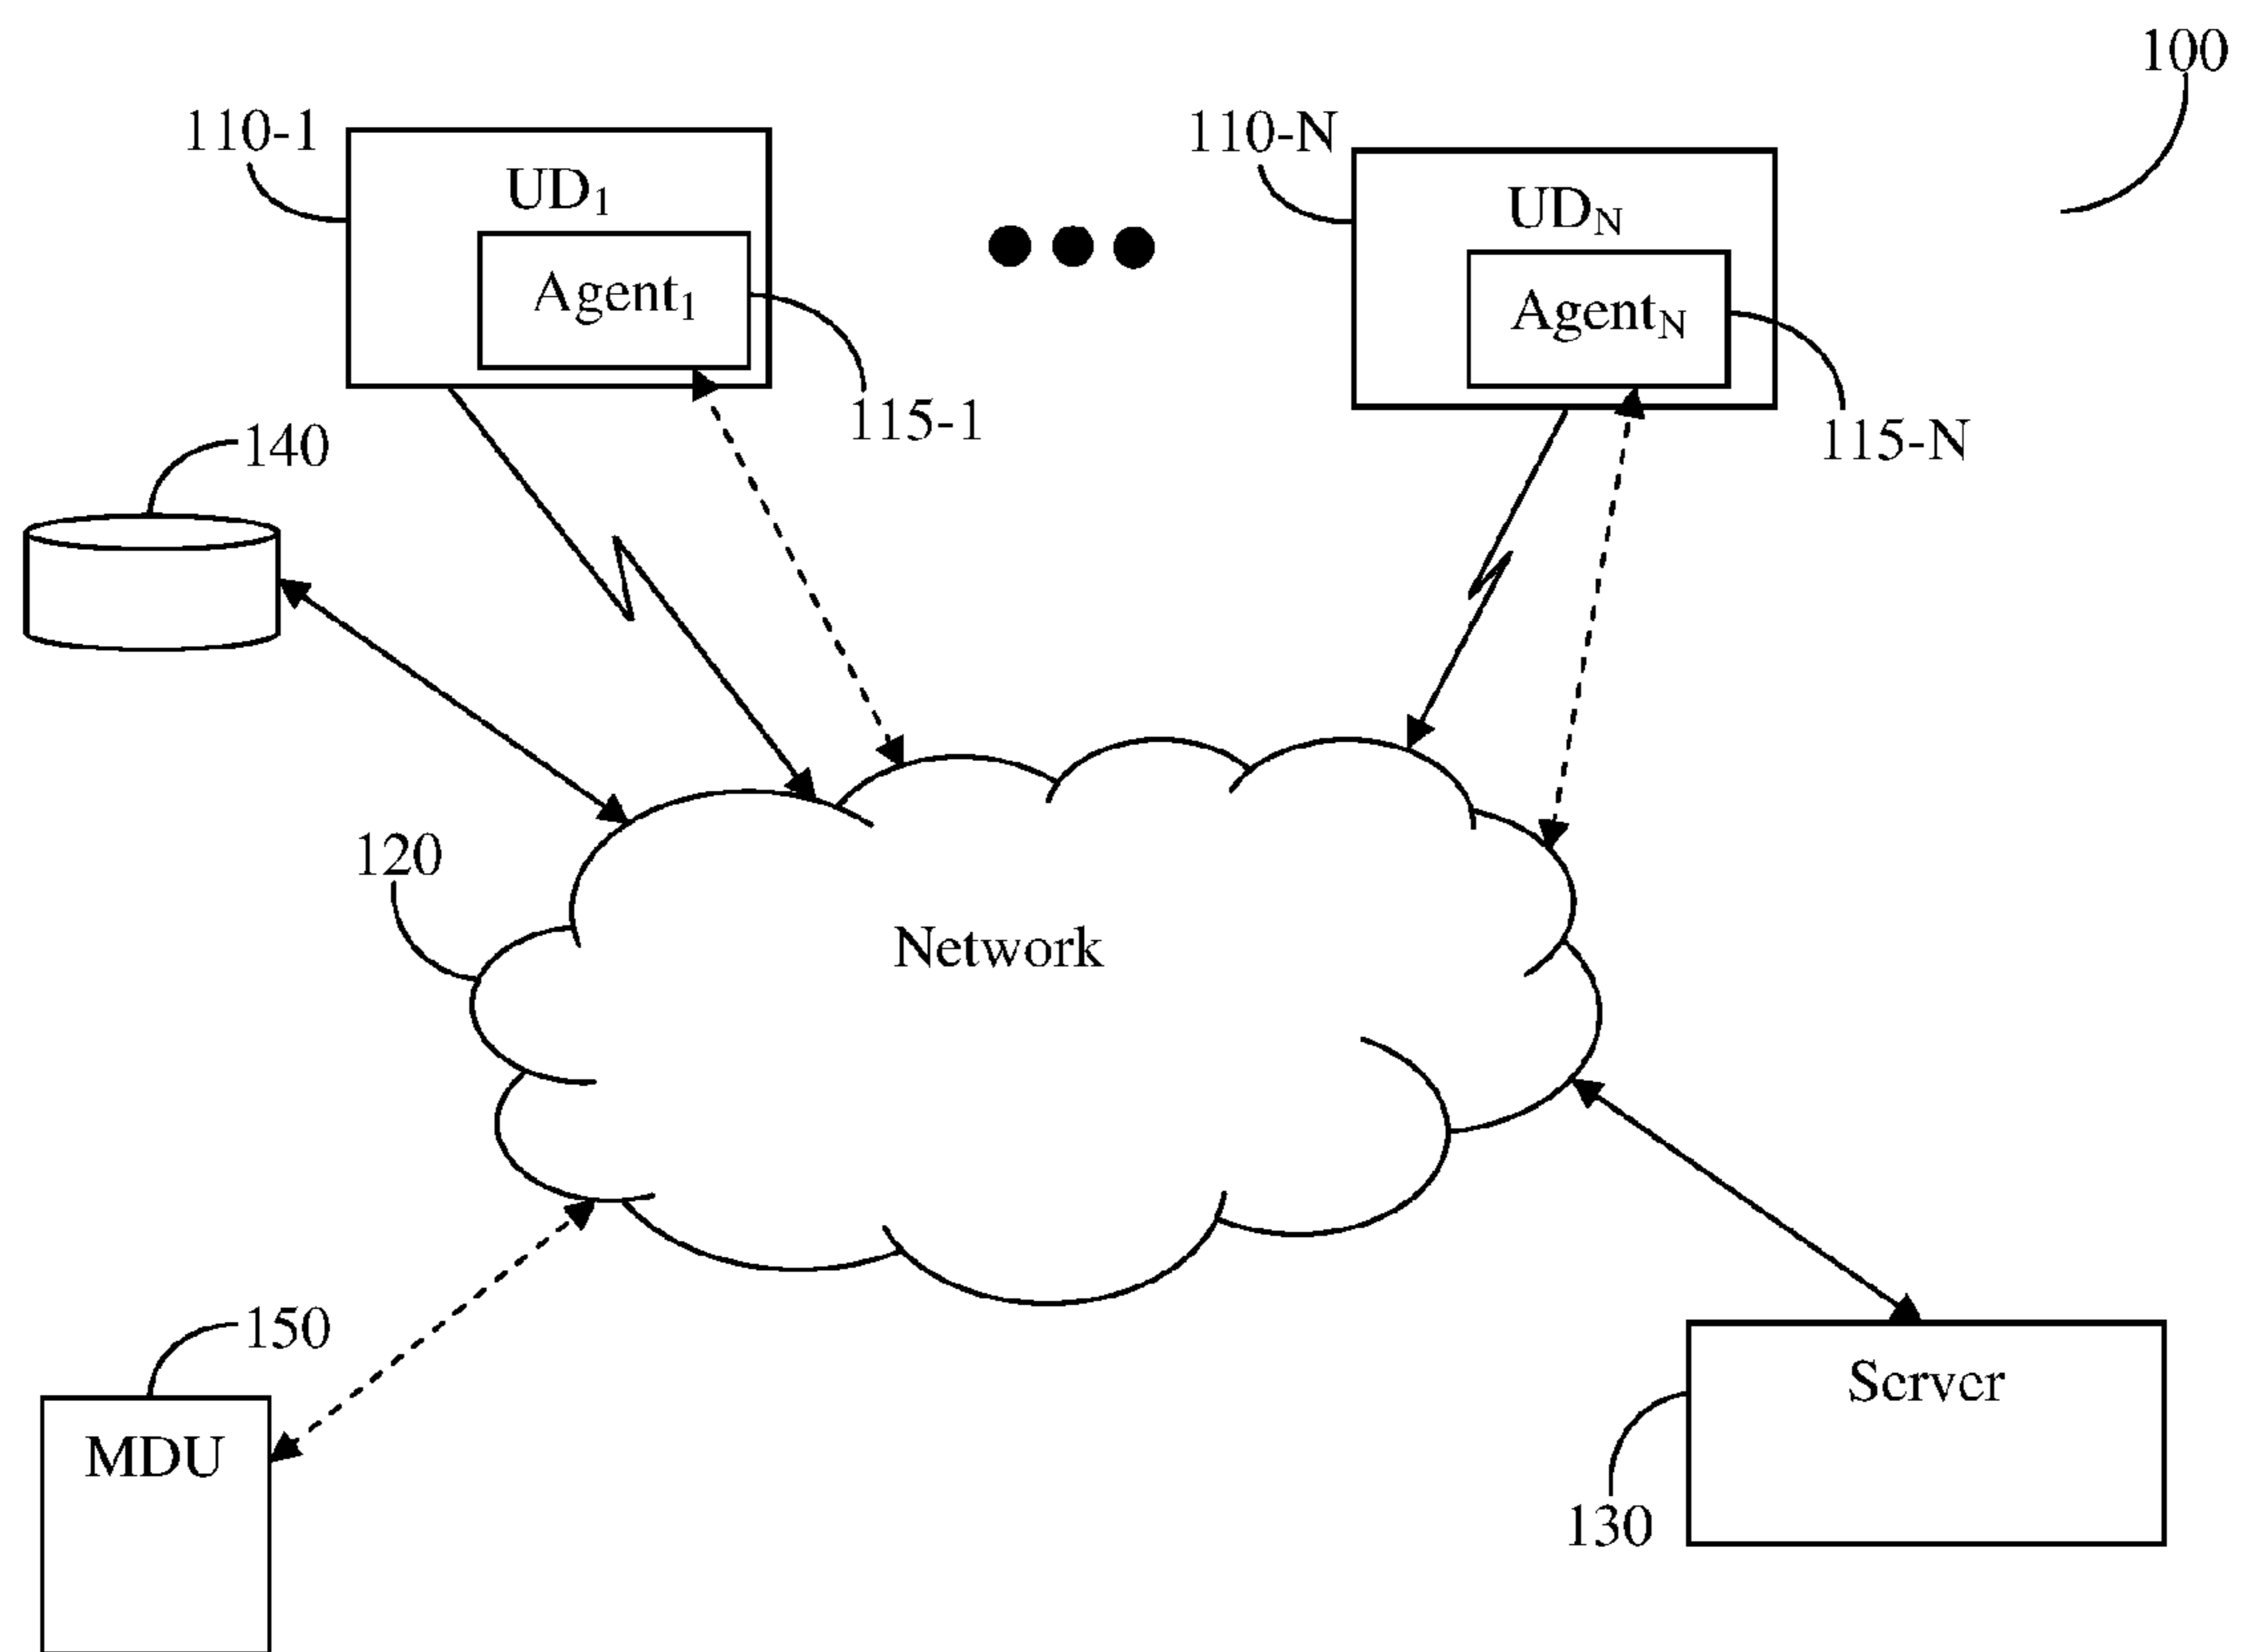 100
110-1
110-N
UD₁
UDN
Agent₁
AgentN
115-1
115-N
140
120
Network
150
MDU
Server
130